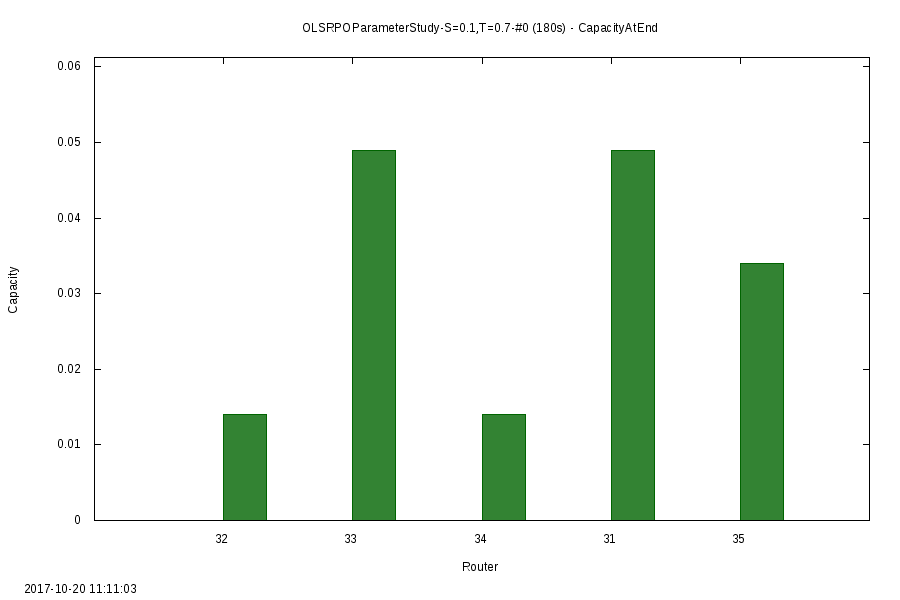 OLSRPOParameterStudy-S=0.1,T=0.7-#0 (180s) - CapacityAtEnd
0.06
0.05
0.04
0.03
0.02
0.01
0
Capacity
32 33 34 31 35
Router
2017-10-20 11:11:03